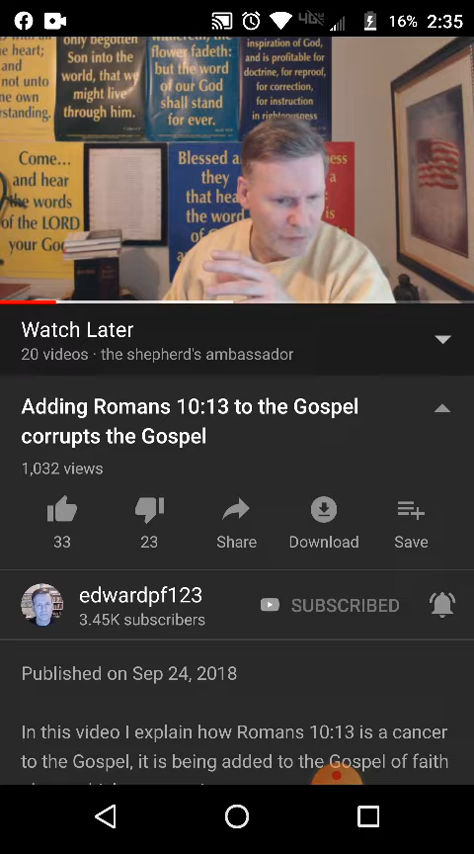 16% 2:35
e heart;
and
not unto
ne own
rstanding.
only begotten
Son into the
world, that we
might live
through him.
flower fadeth:
but the word
of our God
shall stand
for ever.
inspiration of God,
and is profitable for
doctrine, for reproof,
for correction,
for instruction
in righteousness
Come...
and hear
the words
of the LORD
your God
Blessed a
they
that hea
the word
of
ess
a
is
Watch Later
20 videos · the shepherd's ambassador
Adding Romans 10:13 to the Gospel
corrupts the Gospel
1,032 views
33
23
Share
Download
Save
edwardpf123
3.45K subscribers
SUBSCRIBED
Published on Sep 24, 2018
In this video I explain how Romans 10:13 is a cancer
to the Gospel, it is being added to the Gospel of faith